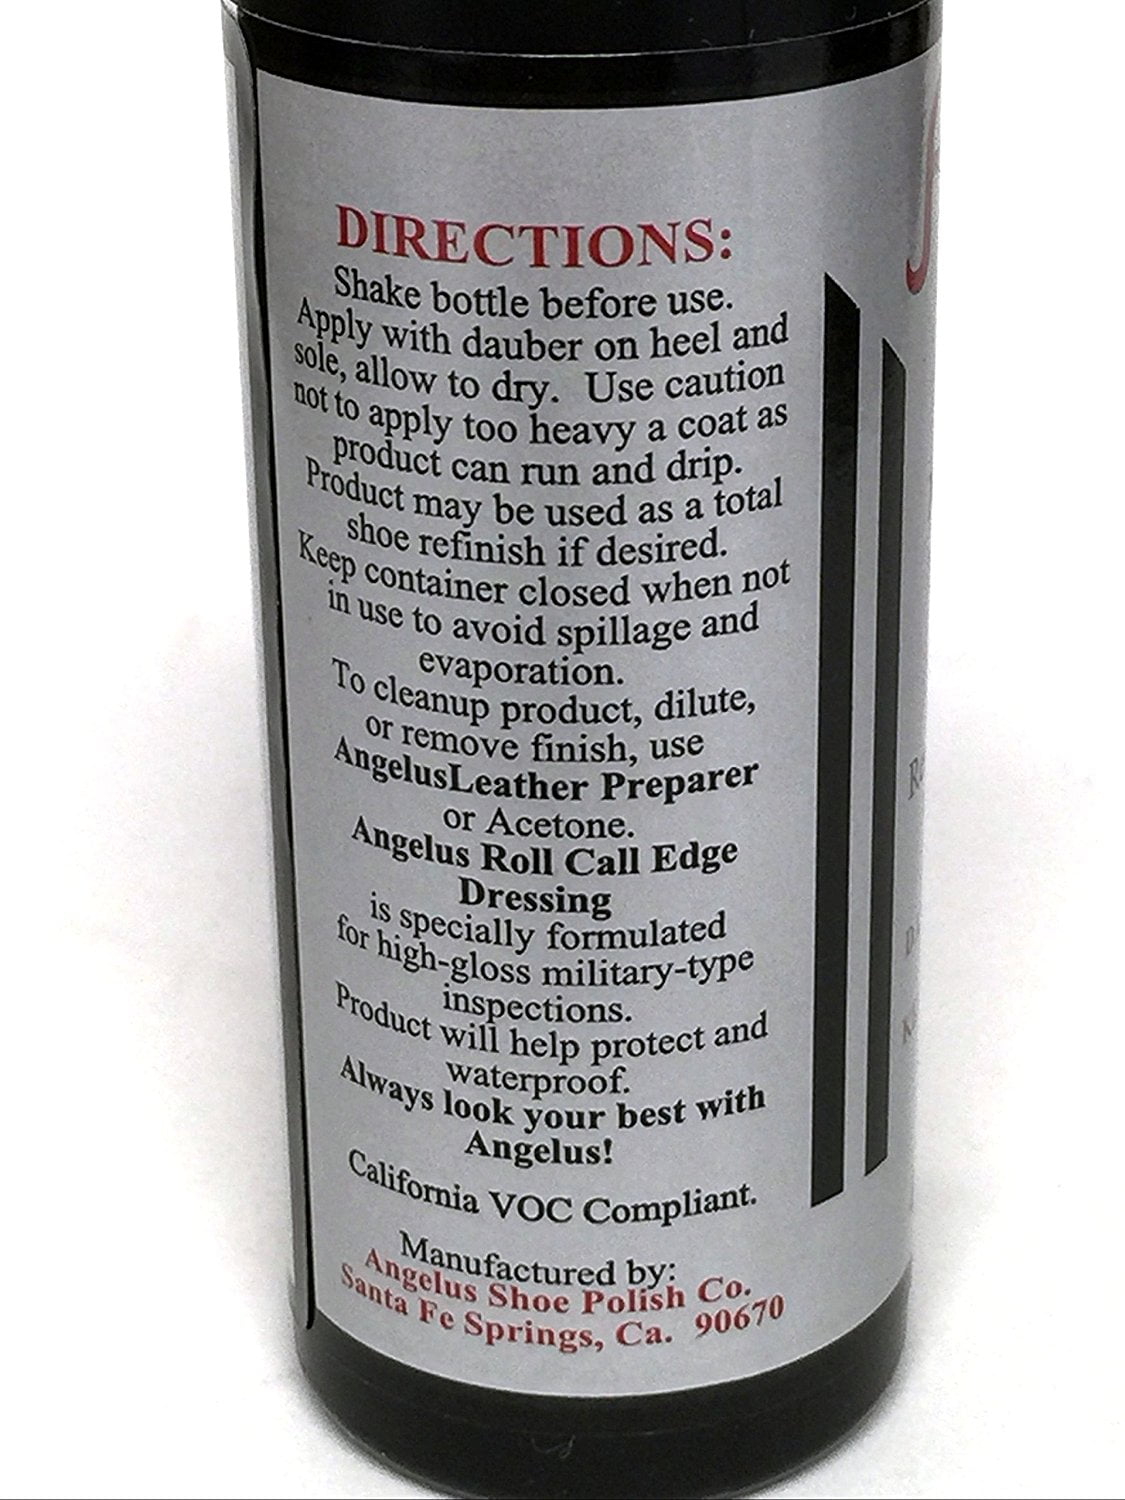 DIRECTIONS:
Shake bottle before use.
Apply with dauber on heel and
sole, allow to dry.  Use caution
not to apply too heavy a coat as
product can run and drip.
Product may be used as a total
shoe refinish if desired.
Keep container closed when not
in use to avoid spillage and
evaporation.
To cleanup product, dilute,
or remove finish, use
AngelusLeather Preparer
or Acetone.
Angelus Roll Call Edge
Dressing
is specially formulated
for high-gloss military-type
inspections.
Product will help protect and
waterproof.
Always look your best with
Angelus!
California VOC Compliant.
Manufactured by:
Angelus Shoe Polish Co.
Santa Fe Springs, Ca.  90670